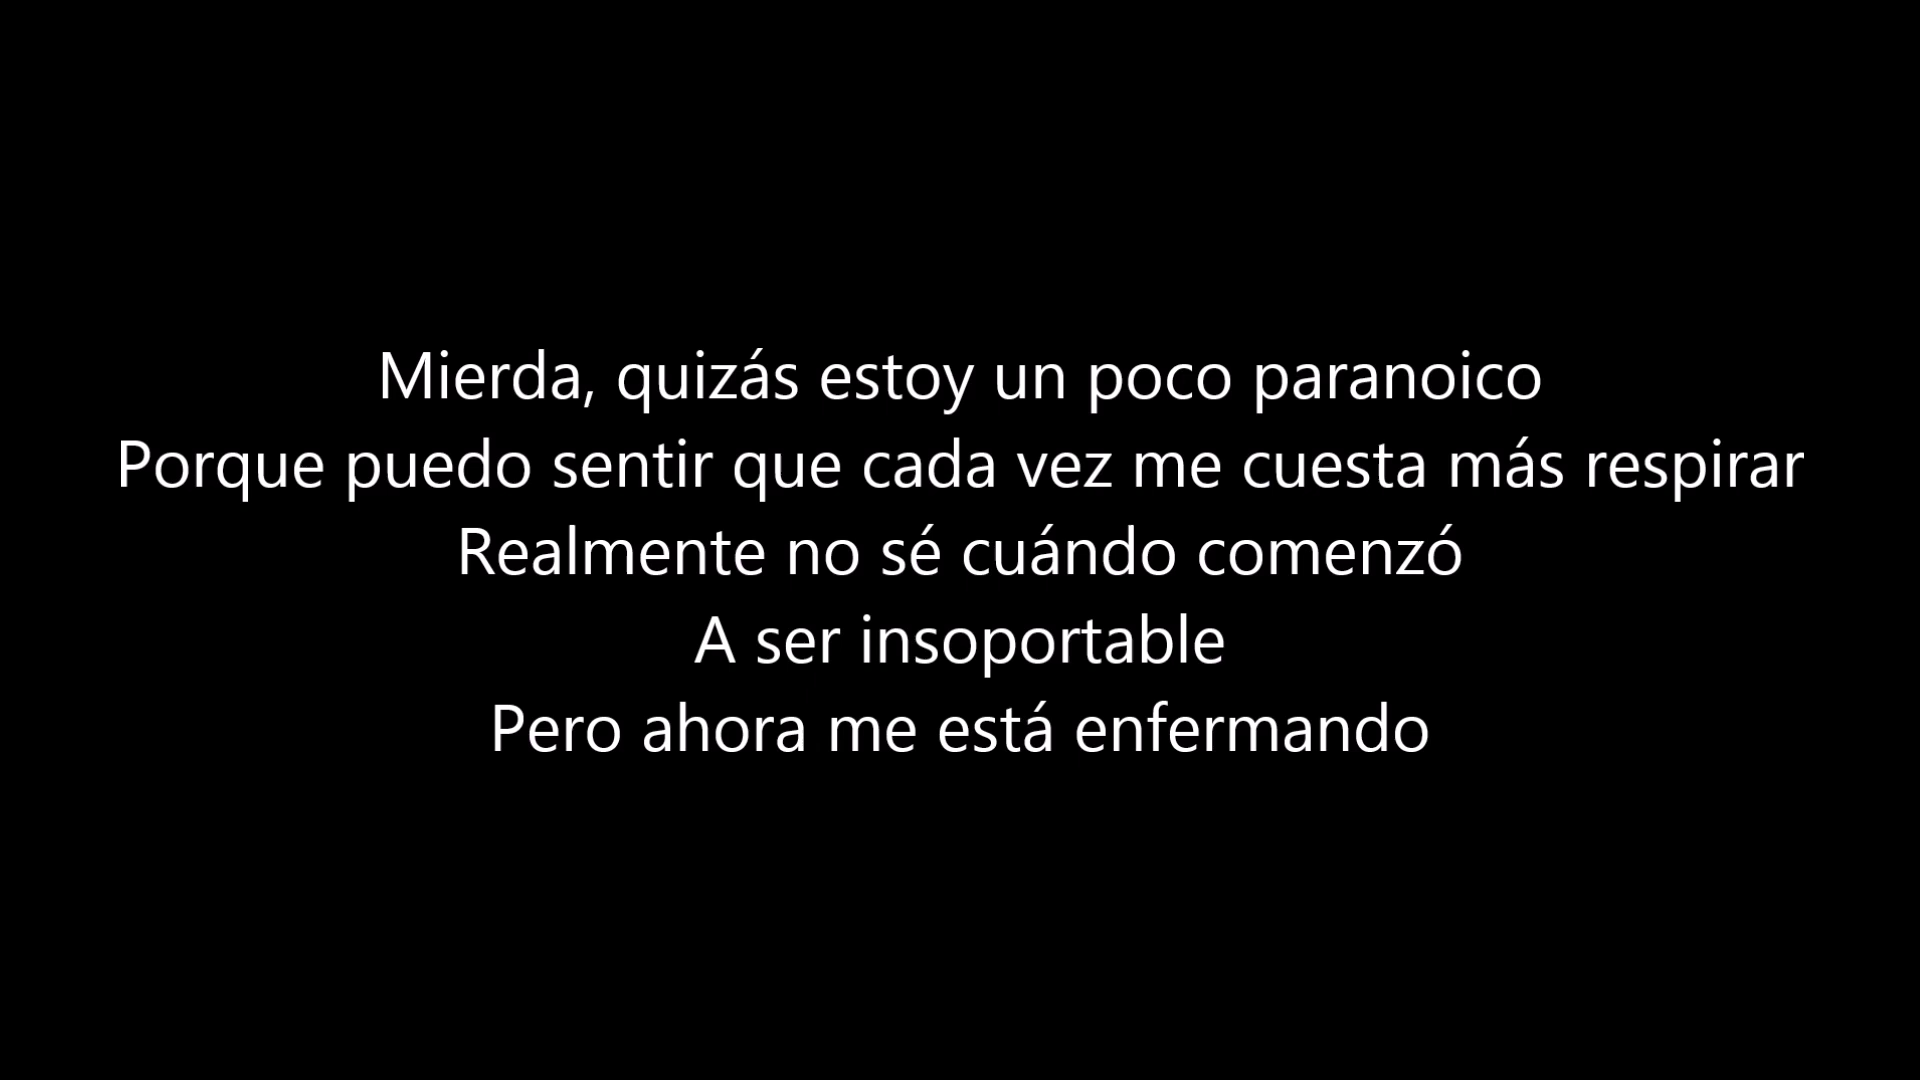 Mierda, quizás estoy un poco paranoico
Porque puedo sentir que cada vez me cuesta más respirar
Realmente no sé cuándo comenzó
A ser insoportable
Pero ahora me está enfermando